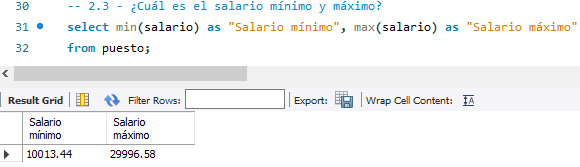 30 -- 2.3 - ¿Cuál es el salario mínimo y máximo?
31 select min(salario) as "Salario mínimo", max(salario) as "Salario máximo"
32 from puesto;
Result Grid Filter Rows: Export: Wrap Cell Content: IA
Salario mínimo Salario máximo
10013.44 29996.58